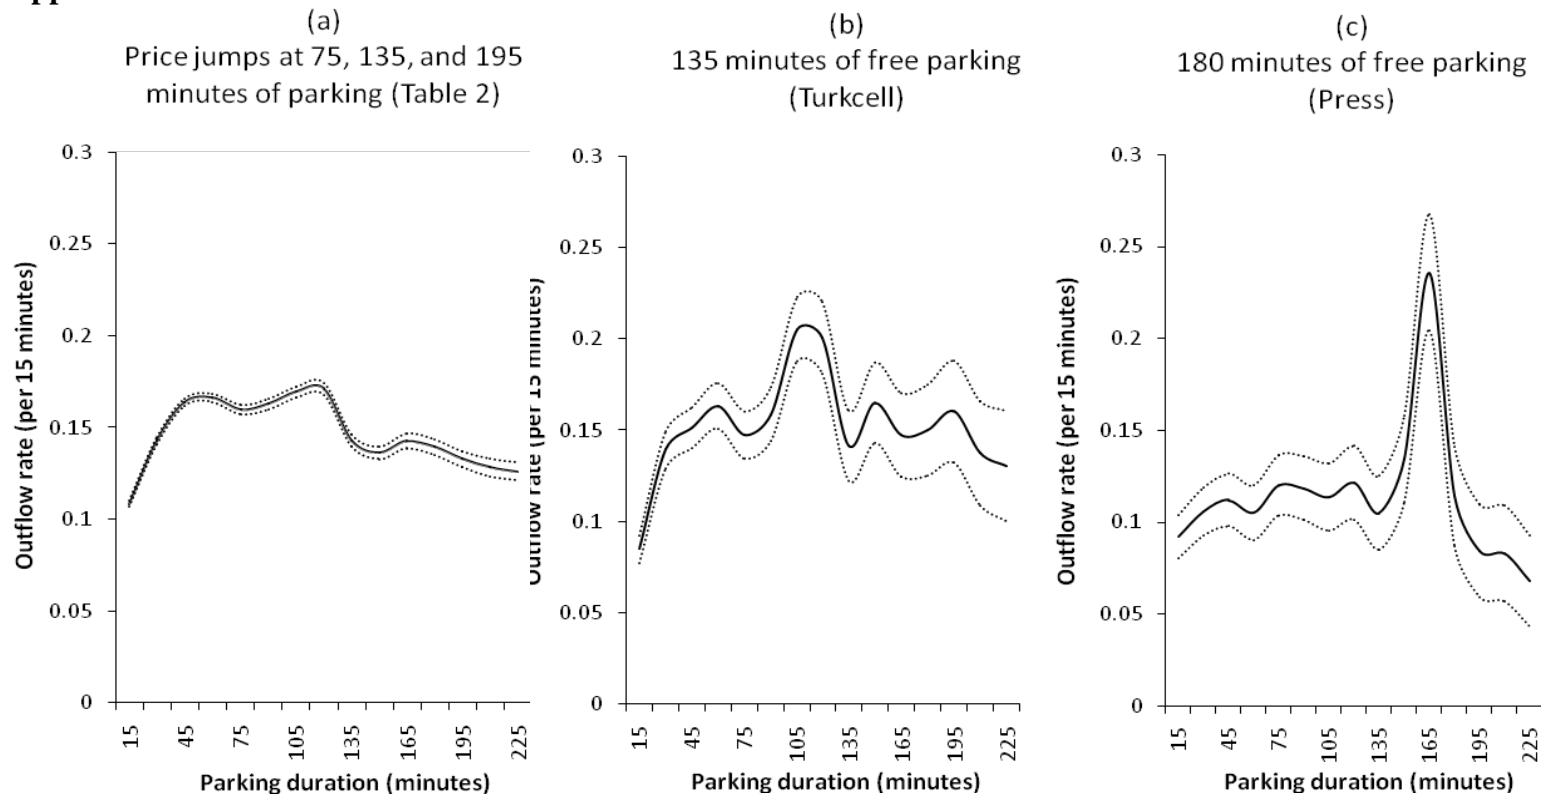 (a)
Price jumps at 75, 135, and 195
minutes of parking (Table 2)
Outflow rate (per 15 minutes)
0.3
0.25
0.2
0.15
0.1
0.05
0
15 45 75 105 135 165 195 225
Parking duration (minutes)
(b)
135 minutes of free parking
(Turkcell)
Outflow rate (per 15 minutes)
0.3
0.25
0.2
0.15
0.1
0.05
0
15 45 75 105 135 165 195 225
Parking duration (minutes)
(c)
180 minutes of free parking
(Press)
Outflow rate (per 15 minutes)
0.3
0.25
0.2
0.15
0.1
0.05
0
15 45 75 105 135 165 195 225
Parking duration (minutes)